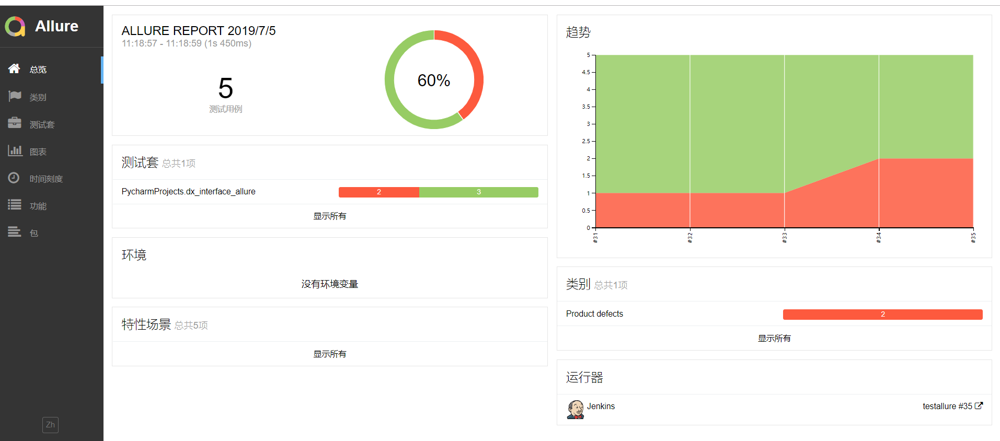 Allure
总览
类别
测试套
图表
时间刻度
功能
包
Zh
ALLURE REPORT 2019/7/5
11:18:57 - 11:18:59 (1s 450ms)
5
测试用例
60%
测试套 总共1项
PycharmProjects.dx_interface_allure
2 3
显示所有
环境
没有环境变量
特性场景 总共5项
显示所有
趋势
5
4.5
4
3.5
3
2.5
2
1.5
1
0.5
0
#31 #32 #33 #34 #35
类别 总共1项
Product defects 2
显示所有
运行器
Jenkins testallure #35